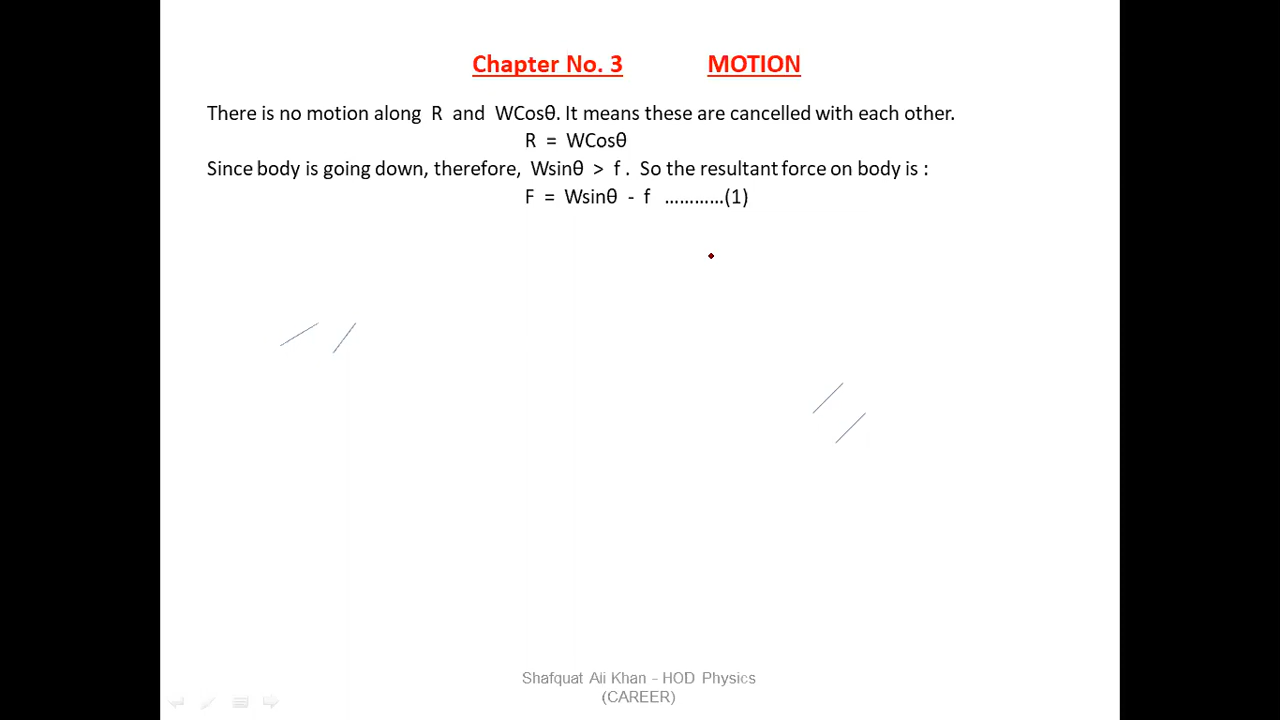 Chapter No. 3 MOTION
There is no motion along R and WCosθ. It means these are cancelled with each other.
R = WCosθ
Since body is going down, therefore, Wsinθ > f . So the resultant force on body is :
F = Wsinθ - f …………(1)
Shafquat Ali Khan - HOD Physics
(CAREER)